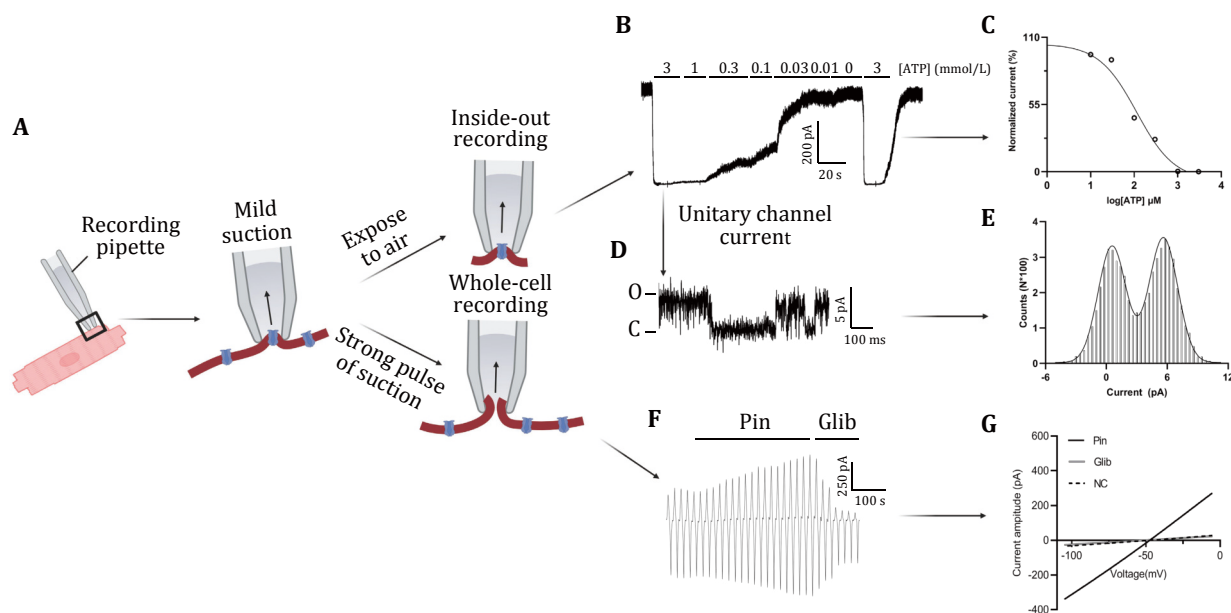 A
Recording
pipette
Mild
suction
Expose
to air
Strong pulse
of suction
Inside-out
recording
Whole-cell
recording
B
3 1 0.3 0.1 0.03 0.01 0 3 [ATP] (mmol/L)
200 pA
20 s
Unitary channel
current
C
Normalized current (%)
110
55
0
0 1 2 3 4
log[ATP] μM
D
O
C
5 pA
100 ms
E
Counts (N*100)
4
3
2
1
0
-6 0 6 12
Current (pA)
F
Pin Glib
250 pA
100 s
G
Current amplitude (pA)
600
400
200
0
-200
-400
Pin
Glib
NC
-100 -50 0
Voltage(mV)